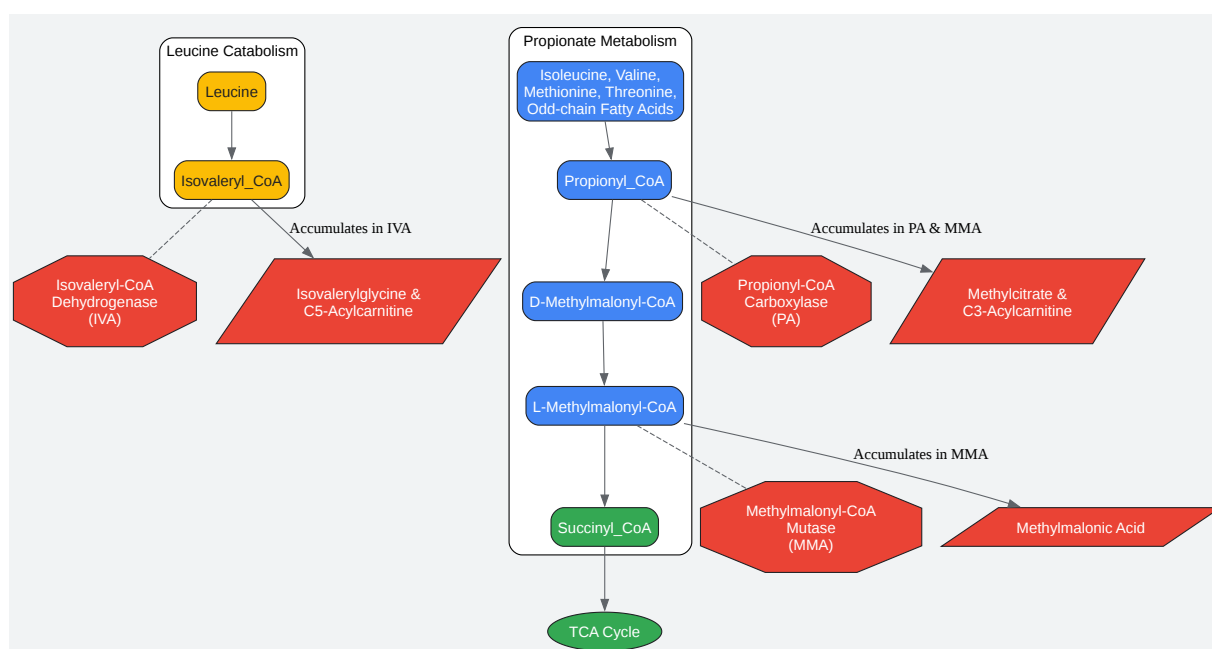 Leucine Catabolism
Leucine
Isovaleryl_CoA
Accumulates in IVA
Isovaleryl-CoA
Dehydrogenase
(IVA)
Isovalerylglycine &
C5-Acylcarnitine
Propionate Metabolism
Isoleucine, Valine,
Methionine, Threonine,
Odd-chain Fatty Acids
Propionyl_CoA
Accumulates in PA & MMA
D-Methylmalonyl-CoA
Propionyl-CoA
Carboxylase
(PA)
Methylcitrate &
C3-Acylcarnitine
L-Methylmalonyl-CoA
Accumulates in MMA
Succinyl_CoA
Methylmalonyl-CoA
Mutase
(MMA)
Methylmalonic Acid
TCA Cycle